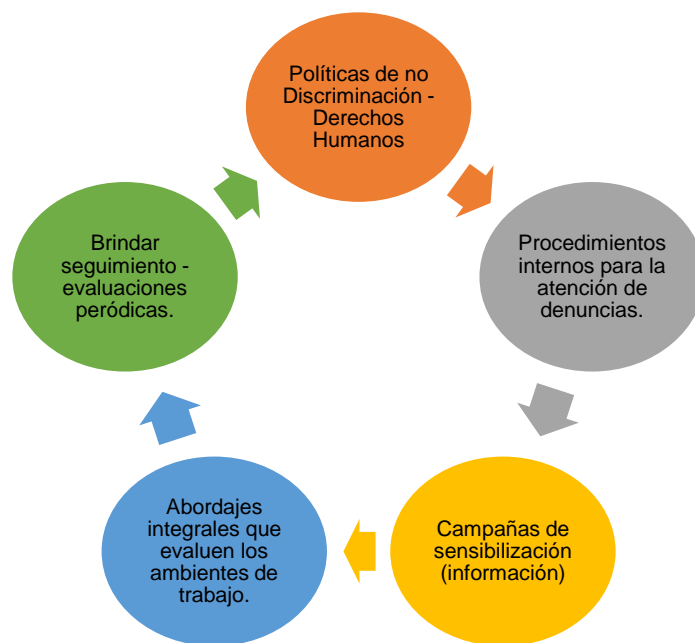 Políticas de no
Discriminación -
Derechos
Humanos
Procedimientos
internos para la
atención de
denuncias.
Campañas de
sensibilización
(información)
Abordajes
integrales que
evaluen los
ambientes de
trabajo.
Brindar
seguimiento -
evaluaciones
peródicas.